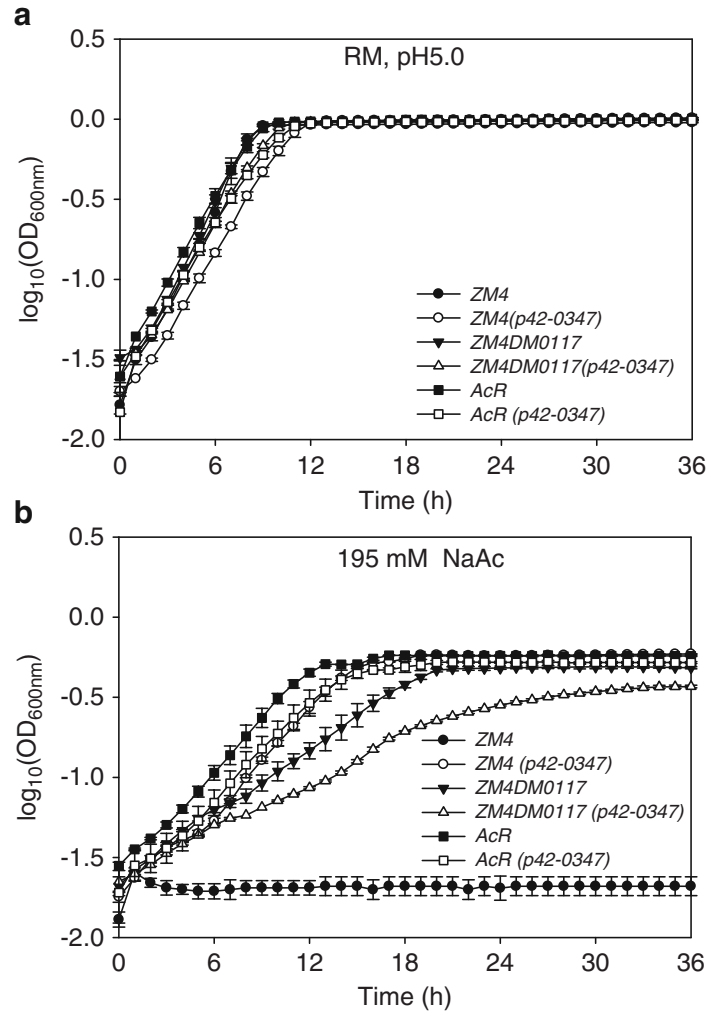 a
RM, pH5.0
0.5
0.0
-0.5
-1.0
-1.5
-2.0
log10(OD600nm)
ZM4
ZM4(p42-0347)
ZM4DM0117
ZM4DM0117(p42-0347)
AcR
AcR (p42-0347)
0 6 12 18 24 30 36
Time (h)
b
195 mM NaAc
0.5
0.0
-0.5
-1.0
-1.5
-2.0
log10(OD600nm)
ZM4
ZM4 (p42-0347)
ZM4DM0117
ZM4DM0117 (p42-0347)
AcR
AcR (p42-0347)
0 6 12 18 24 30 36
Time (h)